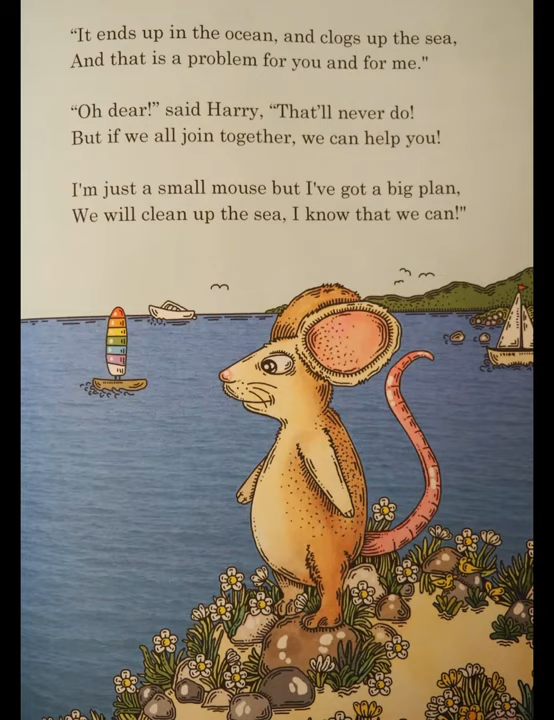 “It ends up in the ocean, and clogs up the sea,
And that is a problem for you and for me."
“Oh dear!” said Harry, “That’ll never do!
But if we all join together, we can help you!
I'm just a small mouse but I've got a big plan,
We will clean up the sea, I know that we can!"